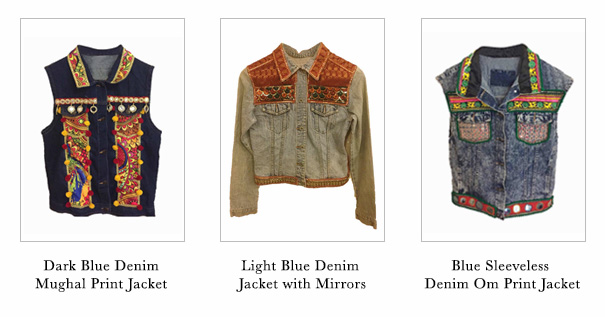 Dark Blue Denim
Mughal Print Jacket
Light Blue Denim
Jacket with Mirrors
Blue Sleeveless
Denim Om Print Jacket